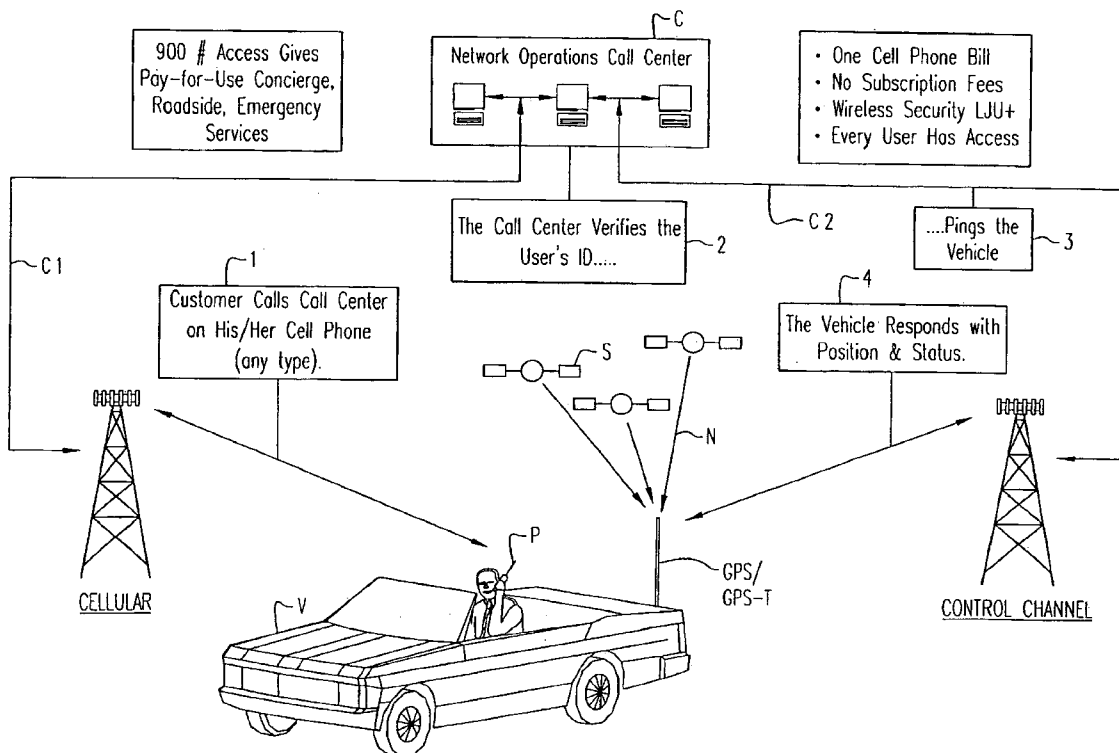 C
900 # Access Gives
Pay-for-Use Concierge,
Roadside, Emergency
Services
Network Operations Call Center
• One Cell Phone Bill
• No Subscription Fees
• Wireless Security LJU+
• Every User Has Access
C1
1
Customer Calls Call Center
on His/Her Cell Phone
(any type).
The Call Center Verifies the
User's ID.....
2
C2
....Pings the
Vehicle
3
4
The Vehicle Responds with
Position & Status.
S
N
P
V
GPS/
GPS-T
CELLULAR
CONTROL CHANNEL